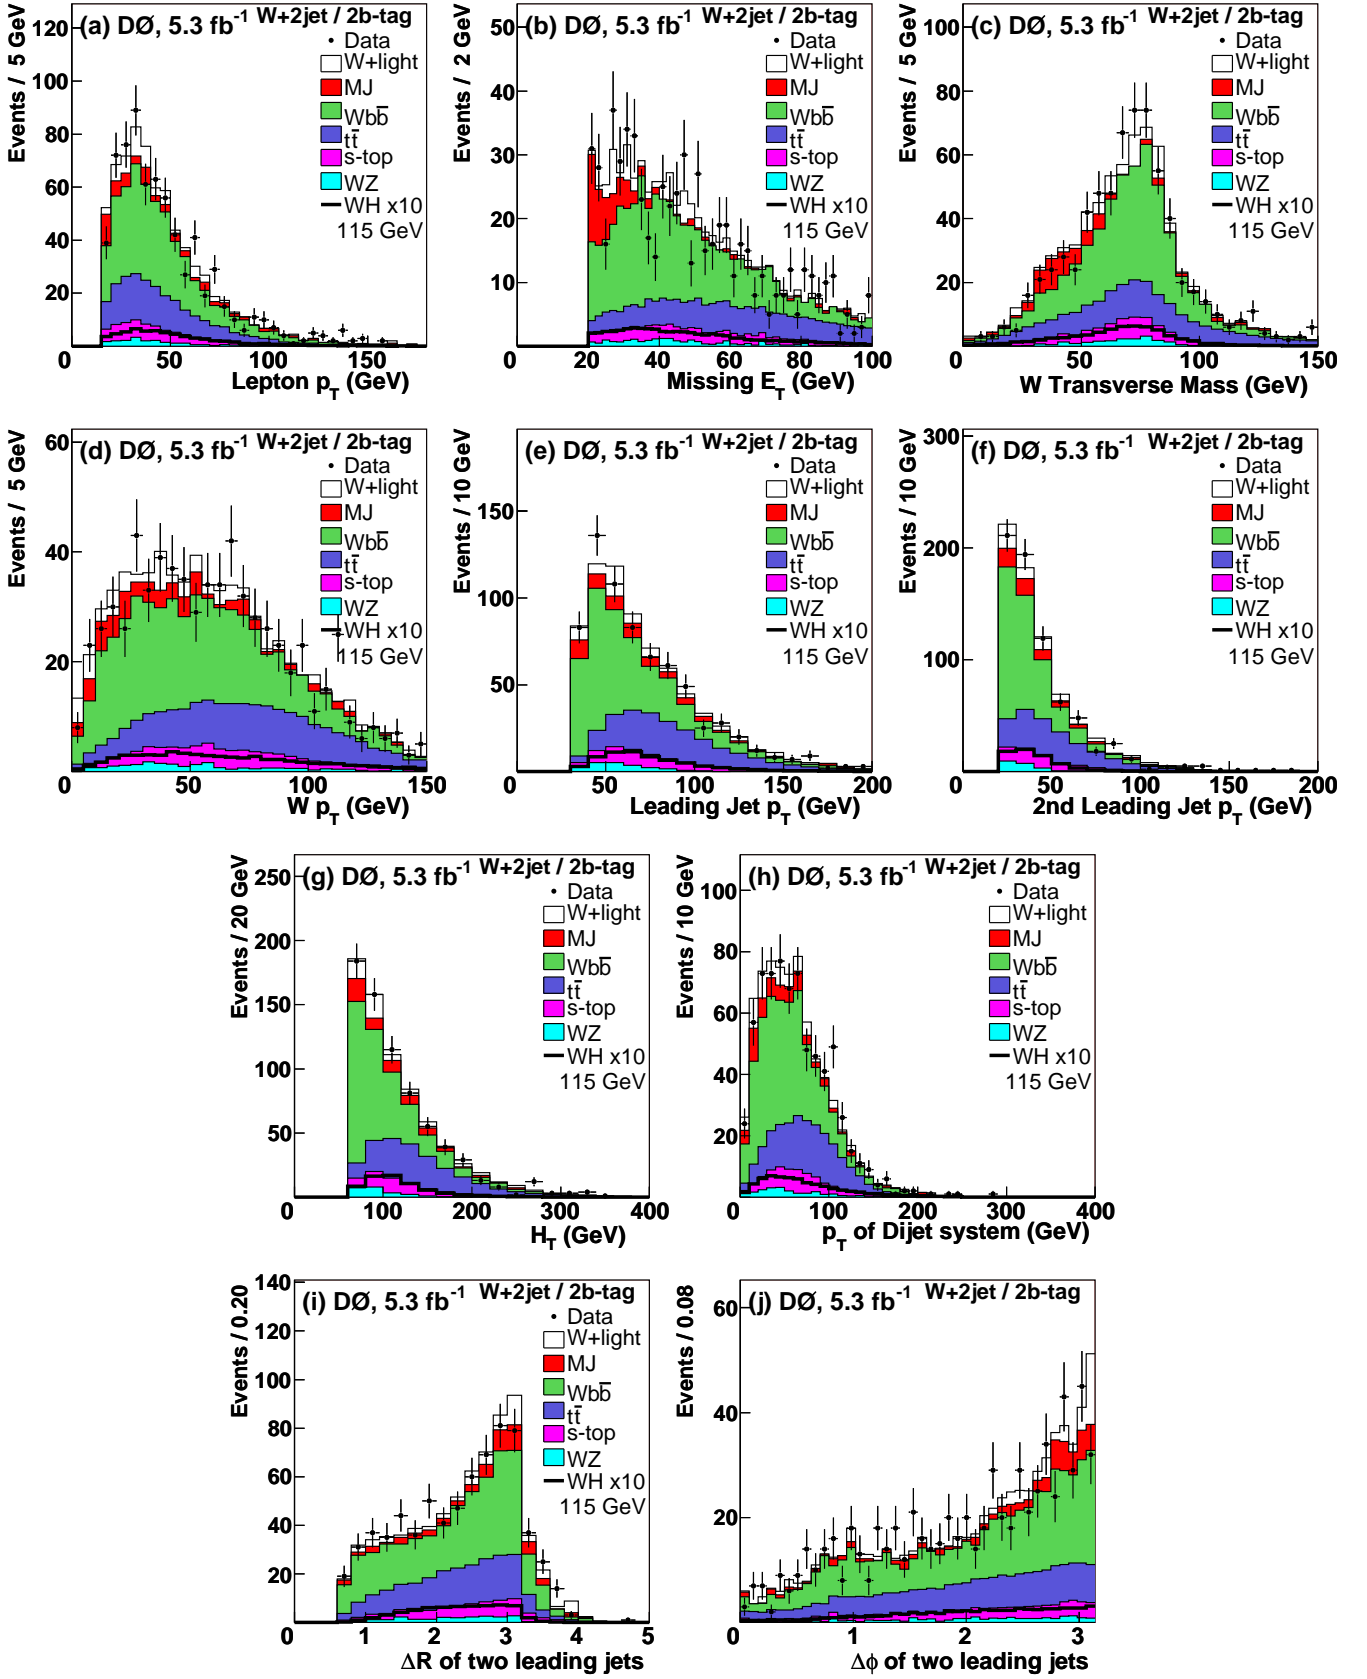 (a) DØ, 5.3 fb⁻¹ W+2jet / 2b-tag
Data
W+light
MJ
Wbb̄
tt̄
s-top
WZ
WH x10
115 GeV
Events / 5 GeV
120
100
80
60
40
20
0 50 100 150
Lepton p_T (GeV)
(b) DØ, 5.3 fb⁻¹ W+2jet / 2b-tag
Data
W+light
MJ
Wbb̄
tt̄
s-top
WZ
WH x10
115 GeV
Events / 2 GeV
50
40
30
20
10
0 20 40 60 80 100
Missing E_T (GeV)
(c) DØ, 5.3 fb⁻¹ W+2jet / 2b-tag
Data
W+light
MJ
Wbb̄
tt̄
s-top
WZ
WH x10
115 GeV
Events / 5 GeV
100
80
60
40
20
0 50 100 150
W Transverse Mass (GeV)
(d) DØ, 5.3 fb⁻¹ W+2jet / 2b-tag
Data
W+light
MJ
Wbb̄
tt̄
s-top
WZ
WH x10
115 GeV
Events / 5 GeV
60
40
20
0 50 100 150
W p_T (GeV)
(e) DØ, 5.3 fb⁻¹ W+2jet / 2b-tag
Data
W+light
MJ
Wbb̄
tt̄
s-top
WZ
WH x10
115 GeV
Events / 10 GeV
150
100
50
0 50 100 150 200
Leading Jet p_T (GeV)
(f) DØ, 5.3 fb⁻¹ W+2jet / 2b-tag
Data
W+light
MJ
Wbb̄
tt̄
s-top
WZ
WH x10
115 GeV
Events / 10 GeV
300
200
100
0 50 100 150 200
2nd Leading Jet p_T (GeV)
(g) DØ, 5.3 fb⁻¹ W+2jet / 2b-tag
Data
W+light
MJ
Wbb̄
tt̄
s-top
WZ
WH x10
115 GeV
Events / 20 GeV
250
200
150
100
50
0 100 200 300 400
H_T (GeV)
(h) DØ, 5.3 fb⁻¹ W+2jet / 2b-tag
Data
W+light
MJ
Wbb̄
tt̄
s-top
WZ
WH x10
115 GeV
Events / 10 GeV
100
80
60
40
20
0 100 200 300 400
p_T of Dijet system (GeV)
(i) DØ, 5.3 fb⁻¹ W+2jet / 2b-tag
Data
W+light
MJ
Wbb̄
tt̄
s-top
WZ
WH x10
115 GeV
Events / 0.20
140
120
100
80
60
40
20
0 1 2 3 4 5
ΔR of two leading jets
(j) DØ, 5.3 fb⁻¹ W+2jet / 2b-tag
Events / 0.08
60
40
20
0 1 2 3
Δϕ of two leading jets